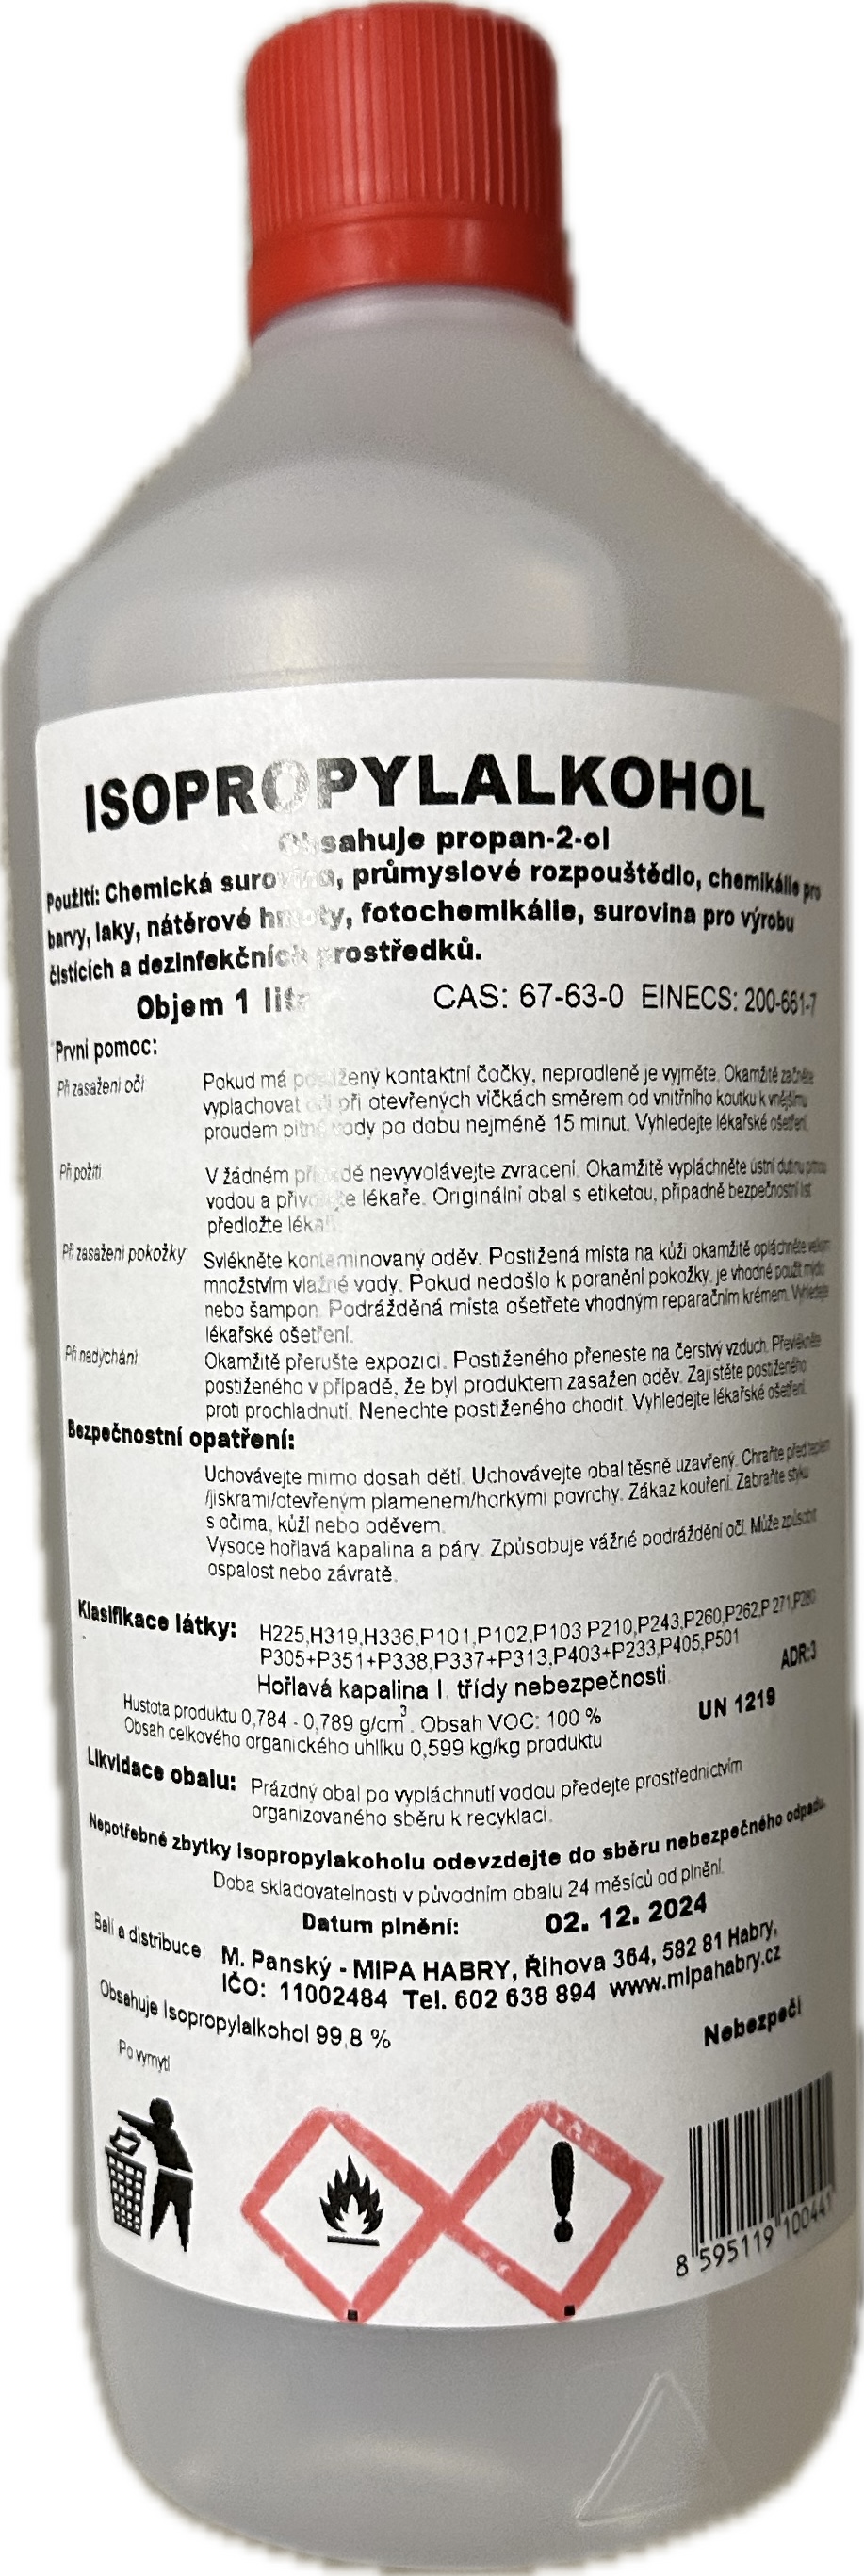 ISOPROPYLALKOHOL
Obsahuje propan-2-ol
Použití: Chemická surovina, průmyslové rozpouštědlo, chemikálie pro
barvy, laky, nátěrové hmoty, fotochemikálie, surovina pro výrobu
čistících a dezinfekčních prostředků.
Objem 1 litr CAS: 67-63-0 EINECS: 200-661-7
První pomoc:
Při zasažení očí Pokud má postižený kontaktní čočky, neprodleně je vyjměte. Okamžitě začněte
vyplachovat oči při otevřených víčkách směrem od vnitřního koutku k vnějšímu
proudem pitné vody po dobu nejméně 15 minut. Vyhledejte lékařské ošetření.
Při požití V žádném případě nevyvolávejte zvracení. Okamžitě vypláchněte ústní dutinu pitnou
vodou a přivolejte lékaře. Originální obal s etiketou, případně bezpečnostní list
předložte lékaři.
Při zasažení pokožky Svlékněte kontaminovaný oděv. Postižená místa na kůži okamžitě opláchněte velkým
množstvím vlažné vody. Pokud nedošlo k poranění pokožky, je vhodné použít mýdlo
nebo šampon. Podrážděná místa ošetřete vhodným reparačním krémem. Vyhledejte
lékařské ošetření.
Při nadýchání Okamžitě přerušte expozici. Postiženého přeneste na čerstvý vzduch. Převlékněte
postiženého v případě, že byl produktem zasažen oděv. Zajistěte postiženého
proti prochladnutí. Nenechte postiženého chodit. Vyhledejte lékařské ošetření.
Bezpečnostní opatření:
Uchovávejte mimo dosah dětí. Uchovávejte obal těsně uzavřený. Chraňte před teplem
/jiskrami/otevřeným plamenem/horkými povrchy. Zákaz kouření. Zabraňte styku
s očima, kůží nebo oděvem.
Vysoce hořlavá kapalina a páry. Způsobuje vážné podráždění očí. Může způsobit
ospalost nebo závratě.
Klasifikace látky: H225,H319,H336,P101,P102,P103 P210,P243,P260,P262,P 271,P280
P305+P351+P338,P337+P313,P403+P233,P405,P501
Hořlavá kapalina I. třídy nebezpečnosti. ADR:3
Hustota produktu 0,784 - 0,789 g/cm³. Obsah VOC: 100 % UN 1219
Obsah celkového organického uhlíku 0,599 kg/kg produktu
Likvidace obalu: Prázdný obal po vypláchnutí vodou předejte prostřednictvím
organizovaného sběru k recyklaci.
Nepotřebné zbytky Isopropylakoholu odevzdejte do sběru nebezpečného odpadu.
Doba skladovatelnosti v původním obalu 24 měsíců od plnění.
Datum plnění: 02. 12. 2024
Balí a distribuce: M. Panský - MIPA HABRY, Říhova 364, 582 81 Habry,
IČO: 11002484 Tel. 602 638 894 www.mipahabry.cz
Obsahuje Isopropylalkohol 99,8 %
Nebezpečí
Po vymytí
8 595119 100441